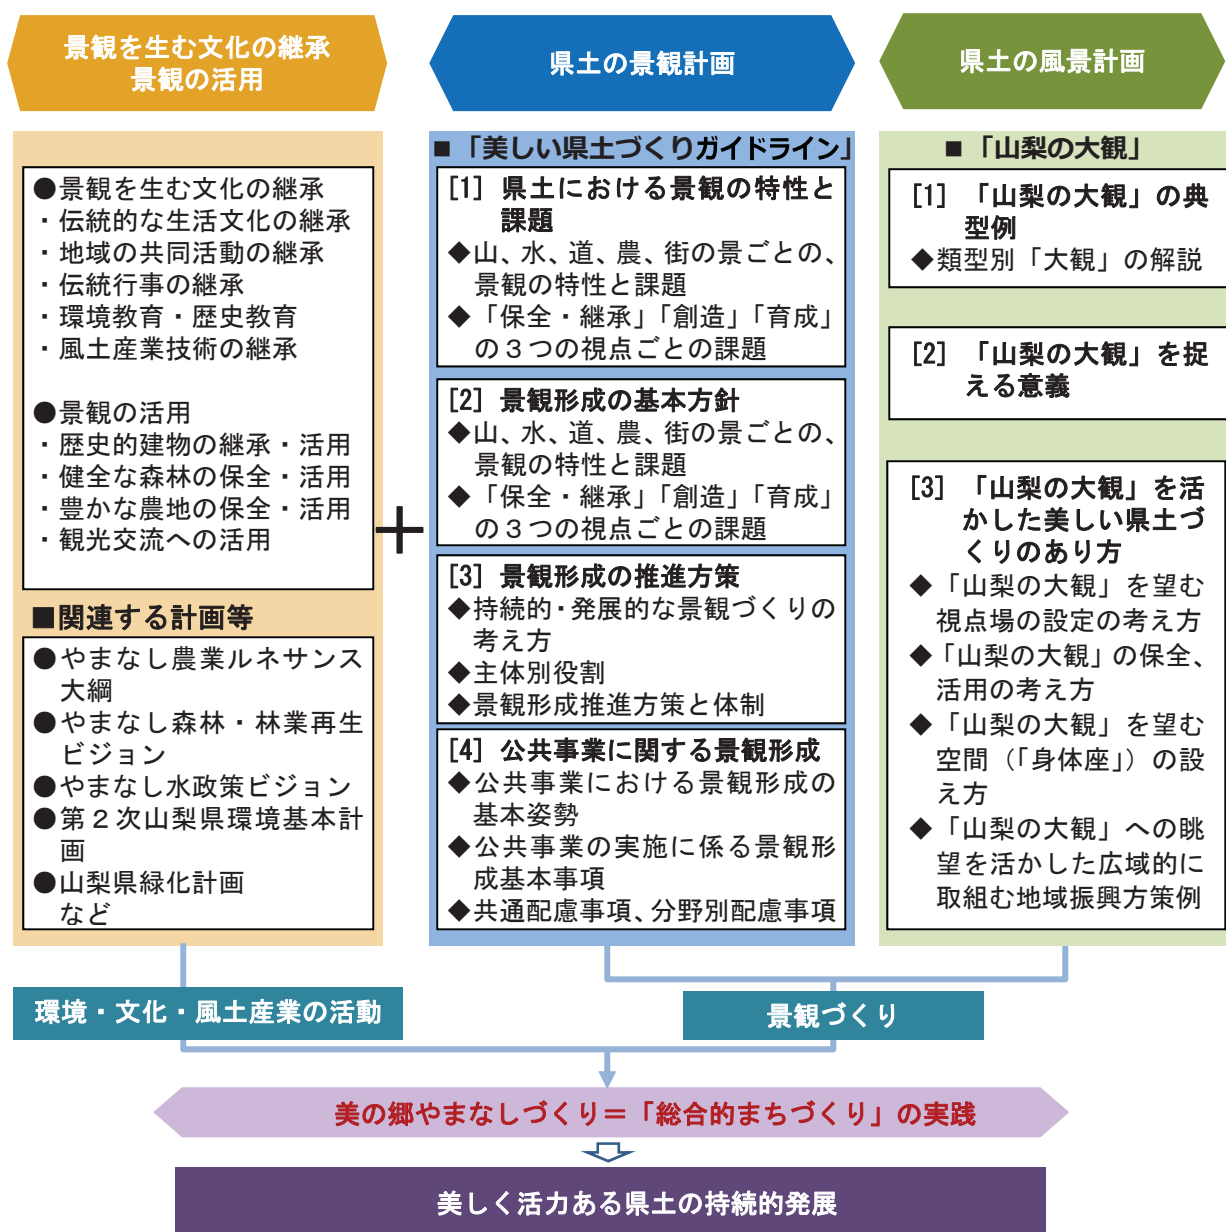 景観を生む文化の継承
景観の活用
●景観を生む文化の継承
・伝統的な生活文化の継承
・地域の共同活動の継承
・伝統行事の継承
・環境教育・歴史教育
・風土産業技術の継承
●景観の活用
・歴史的建物の継承・活用
・健全な森林の保全・活用
・豊かな農地の保全・活用
・観光交流への活用
■関連する計画等
●やまなし農業ルネサンス
大綱
●やまなし森林・林業再生
ビジョン
●やまなし水政策ビジョン
●第２次山梨県環境基本計
画
●山梨県緑化計画
など
＋
県土の景観計画
■「美しい県土づくりガイドライン」
[1] 県土における景観の特性と
課題
◆山、水、道、農、街の景ごとの、
景観の特性と課題
◆「保全・継承」「創造」「育成」
の３つの視点ごとの課題
[2] 景観形成の基本方針
◆山、水、道、農、街の景ごとの、
景観の特性と課題
◆「保全・継承」「創造」「育成」
の３つの視点ごとの課題
[3] 景観形成の推進方策
◆持続的・発展的な景観づくりの
考え方
◆主体別役割
◆景観形成推進方策と体制
[4] 公共事業に関する景観形成
◆公共事業における景観形成の
基本姿勢
◆公共事業の実施に係る景観形
成基本事項
◆共通配慮事項、分野別配慮事項
県土の風景計画
■「山梨の大観」
[1] 「山梨の大観」の典
型例
◆類型別「大観」の解説
[2] 「山梨の大観」を捉
える意義
[3] 「山梨の大観」を活
かした美しい県土づ
くりのあり方
◆「山梨の大観」を望む
視点場の設定の考え方
◆「山梨の大観」の保全、
活用の考え方
◆「山梨の大観」を望む
空間（「身体座」）の設
え方
◆「山梨の大観」への眺
望を活かした広域的に
取組む地域振興方策例
環境・文化・風土産業の活動
景観づくり
美の郷やまなしづくり＝「総合的まちづくり」の実践
美しく活力ある県土の持続的発展